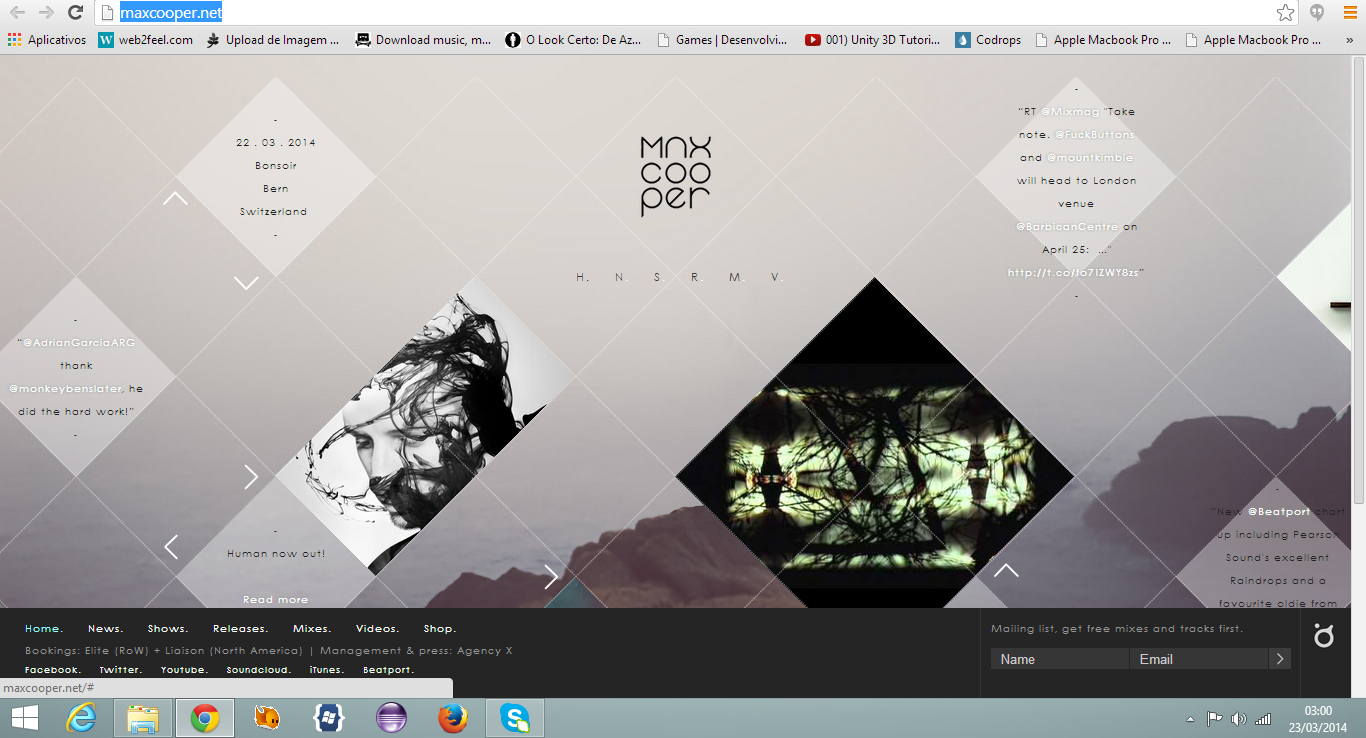 maxcooper.net
Aplicativos web2feel.com Upload de Imagem ... Download music, m... O Look Certo: De Az... Games | Desenvolvi... 001) Unity 3D Tutori... Codrops Apple Macbook Pro ... Apple Macbook Pro ... »
-
22 . 03 . 2014
Bonsoir
Bern
Switzerland
-
max
coo
per
H. N. S. R. M. V.
-
"RT @Mixmag "Take
note. @FuckButtons
and @mountkimbie
will head to London
venue
@BarbicanCentre on
April 25: ..."
http://t.co/Jo7IZWY8zs"
-
-
"@AdrianGarciaARG
thank
@monkeybenslater, he
did the hard work!"
-
-
Human now out!
Read more
-
"New @Beatport chart
up including Pearson
Sound's excellent
Raindrops and a
favourite oldie from
Home. News. Shows. Releases. Mixes. Videos. Shop.
Bookings: Elite (RoW) + Liaison (North America) | Management & press: Agency X
Facebook. Twitter. Youtube. Soundcloud. iTunes. Beatport.
Mailing list, get free mixes and tracks first.
Name Email
maxcooper.net/#
03:00
23/03/2014